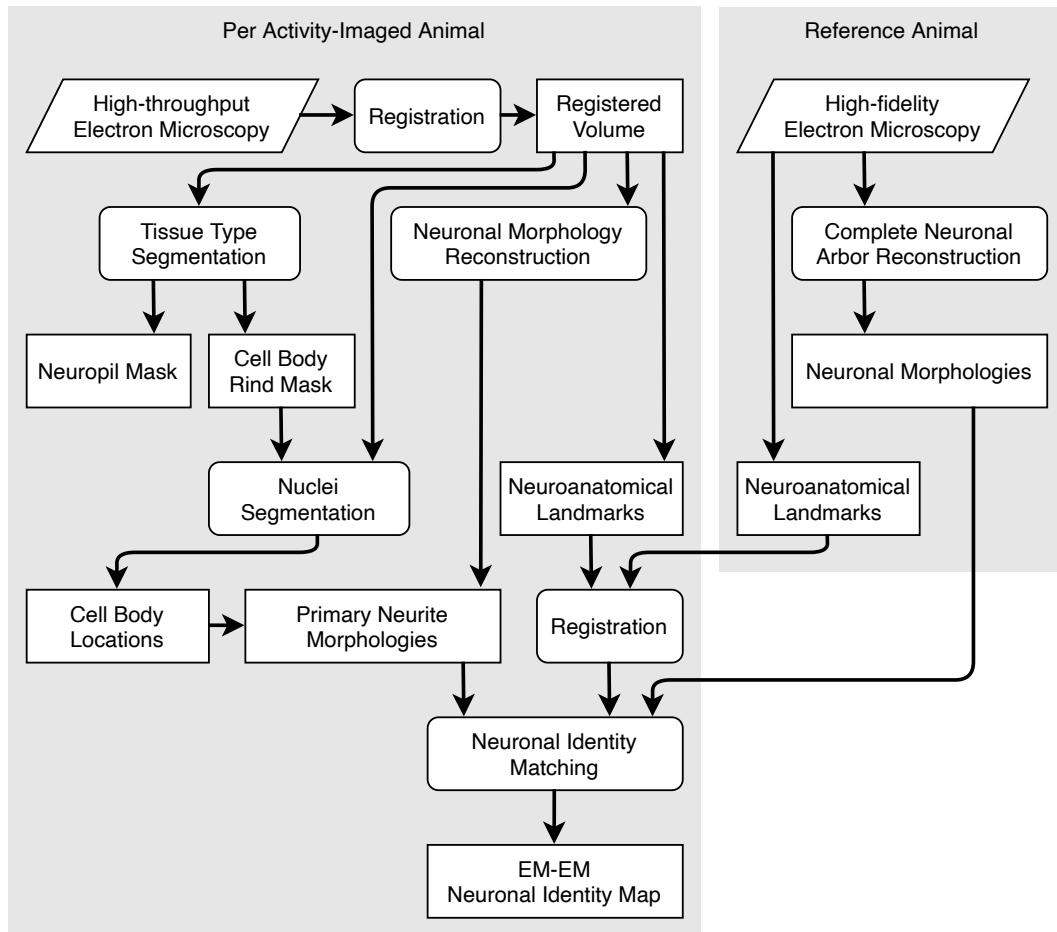 Per Activity-Imaged Animal
Reference Animal
High-throughput
Electron Microscopy
Registration
Registered
Volume
High-fidelity
Electron Microscopy
Tissue Type
Segmentation
Neuronal Morphology
Reconstruction
Complete Neuronal
Arbor Reconstruction
Neuropil Mask
Cell Body
Rind Mask
Neuronal Morphologies
Nuclei
Segmentation
Neuroanatomical
Landmarks
Neuroanatomical
Landmarks
Cell Body
Locations
Primary Neurite
Morphologies
Registration
Neuronal Identity
Matching
EM-EM
Neuronal Identity Map